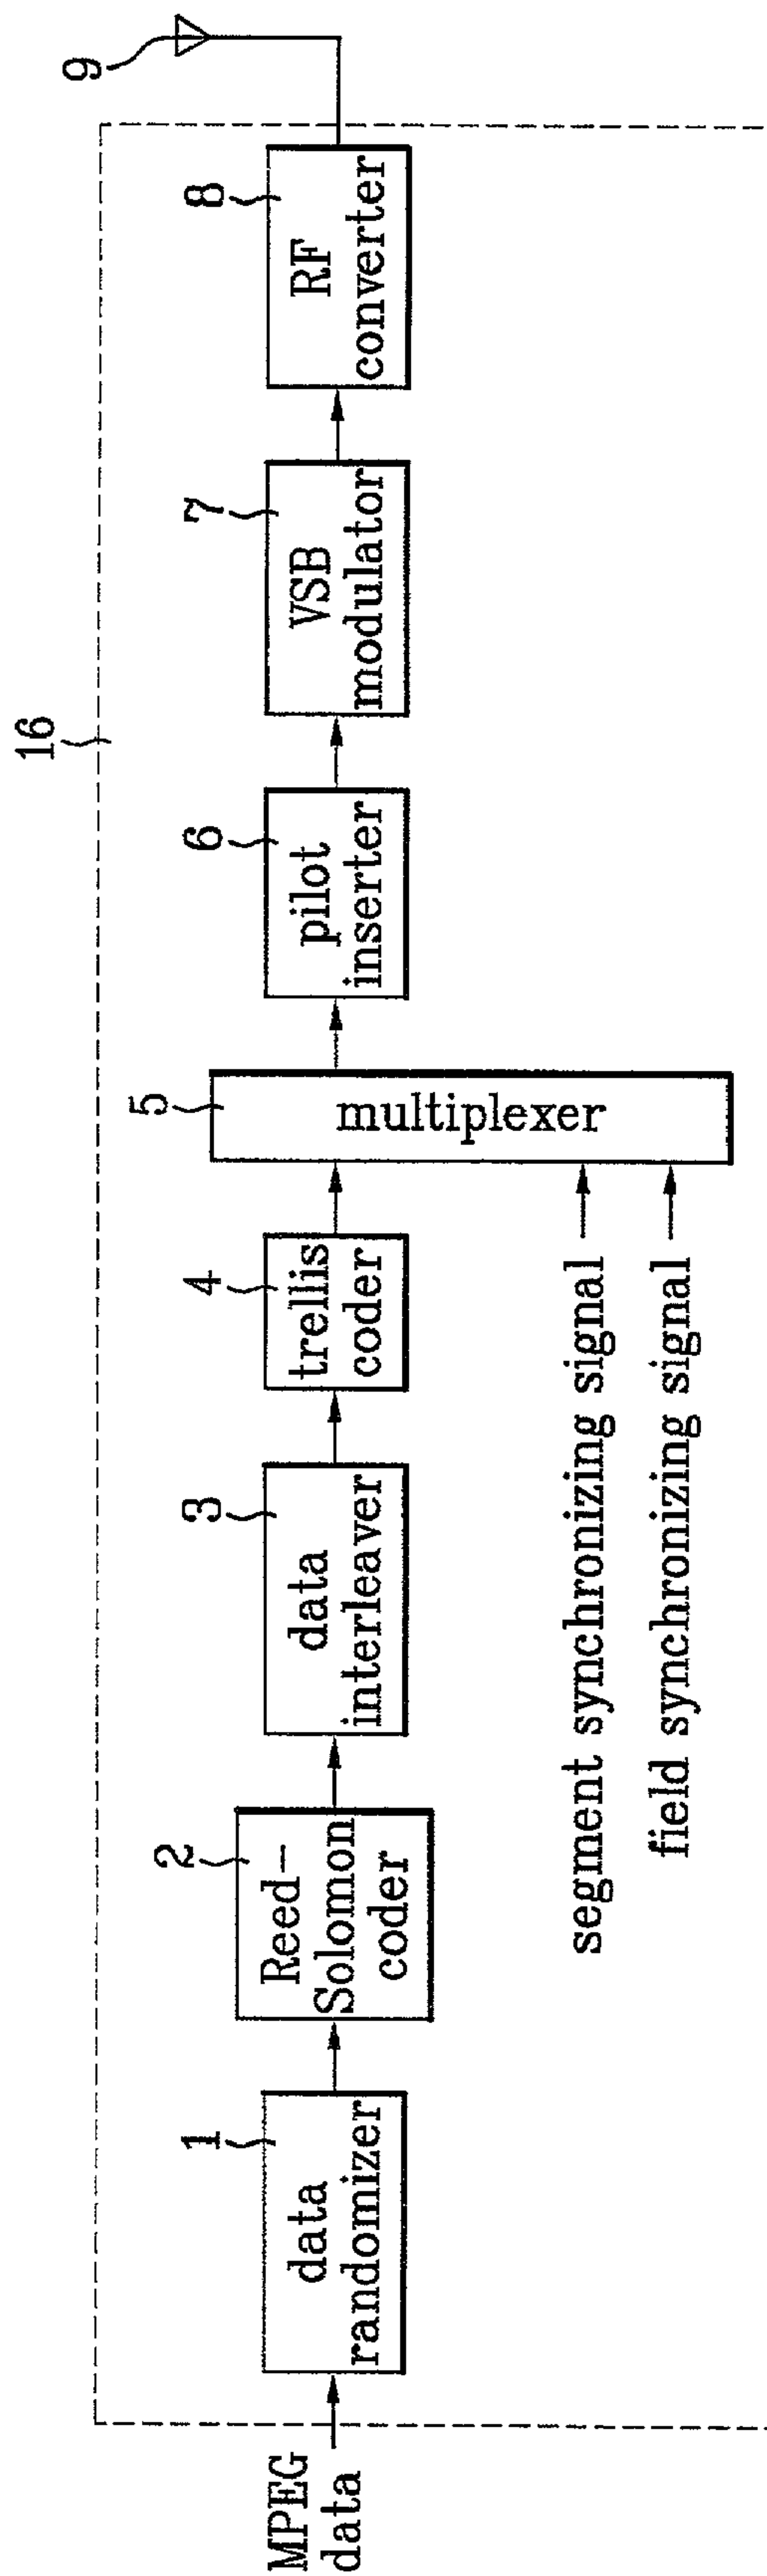 16
9
MPEG
data
1
data
randomizer
2
Reed-
Solomon
coder
3
data
interleaver
4
trellis
coder
5
multiplexer
6
pilot
inserter
7
VSB
modulator
8
RF
converter
segment synchronizing signal
field synchronizing signal